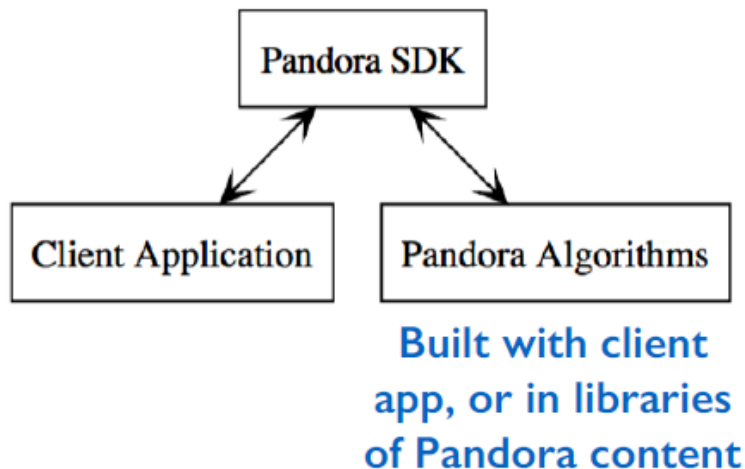 Pandora SDK
Client Application
Pandora Algorithms
Built with client
app, or in libraries
of Pandora content